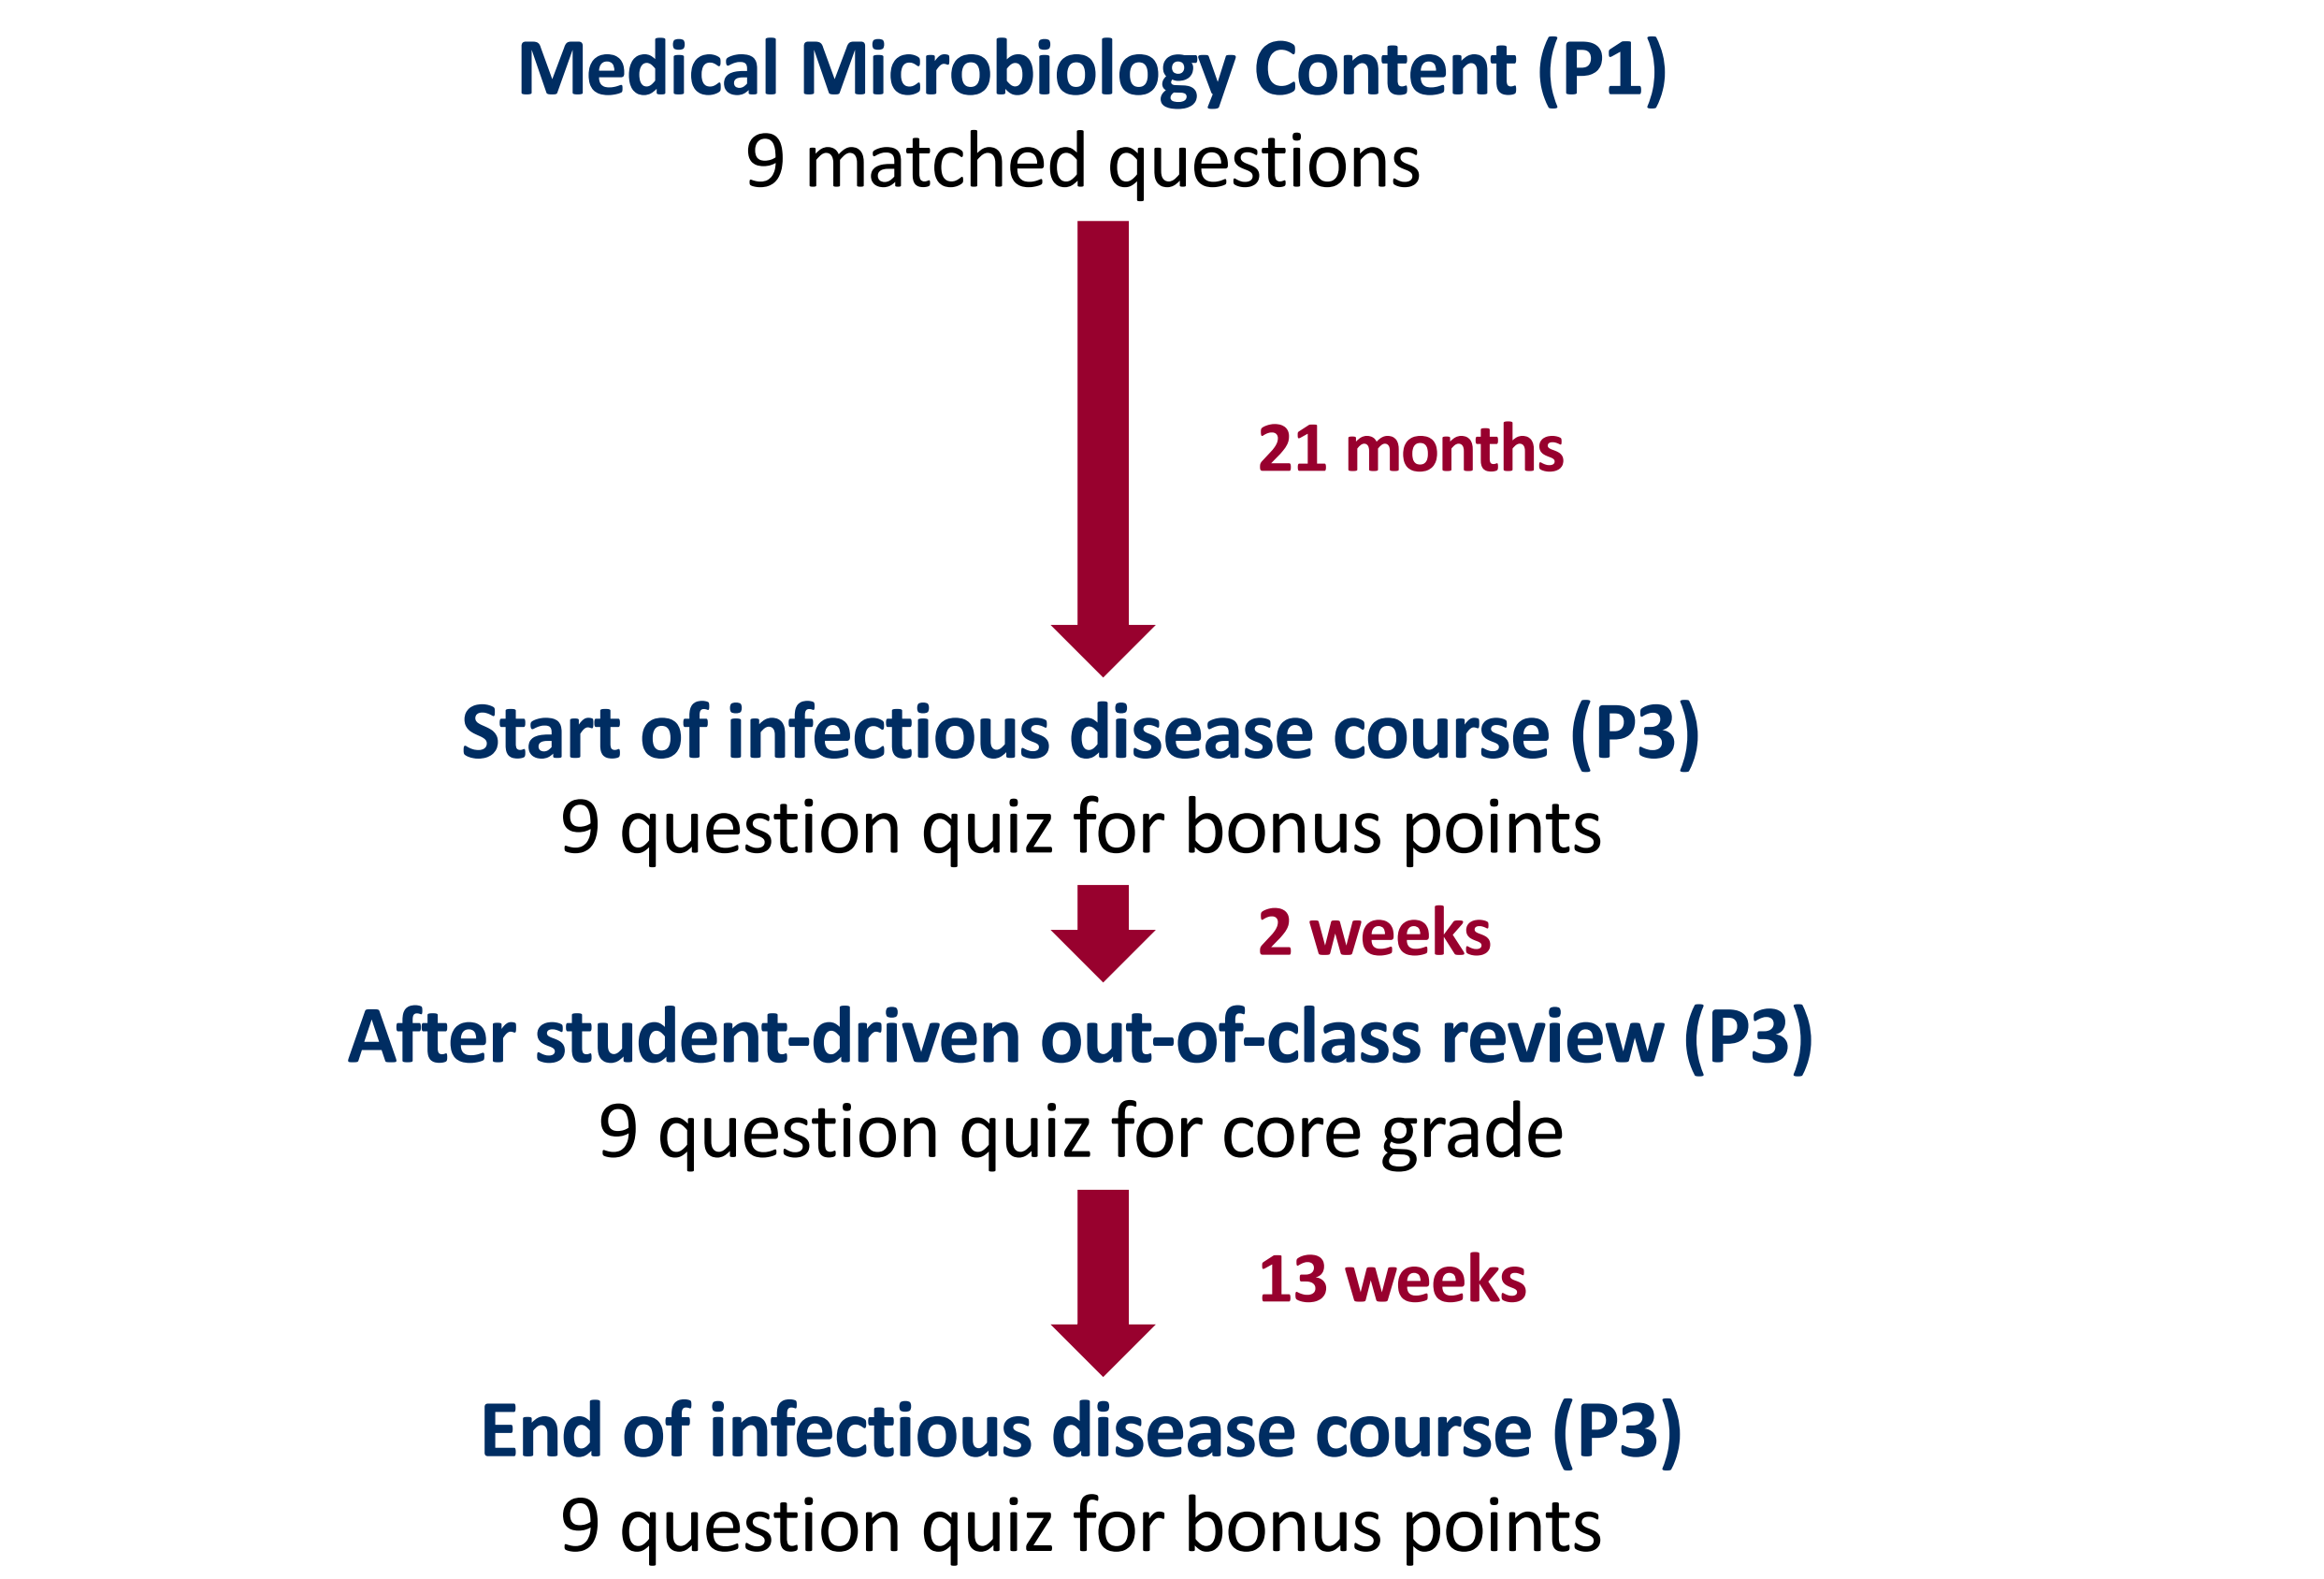 Medical Microbiology Content (P1)
9 matched questions
21 months
Start of infectious disease course (P3)
9 question quiz for bonus points
2 weeks
After student-driven out-of-class review (P3)
9 question quiz for core grade
13 weeks
End of infectious disease course (P3)
9 question quiz for bonus points